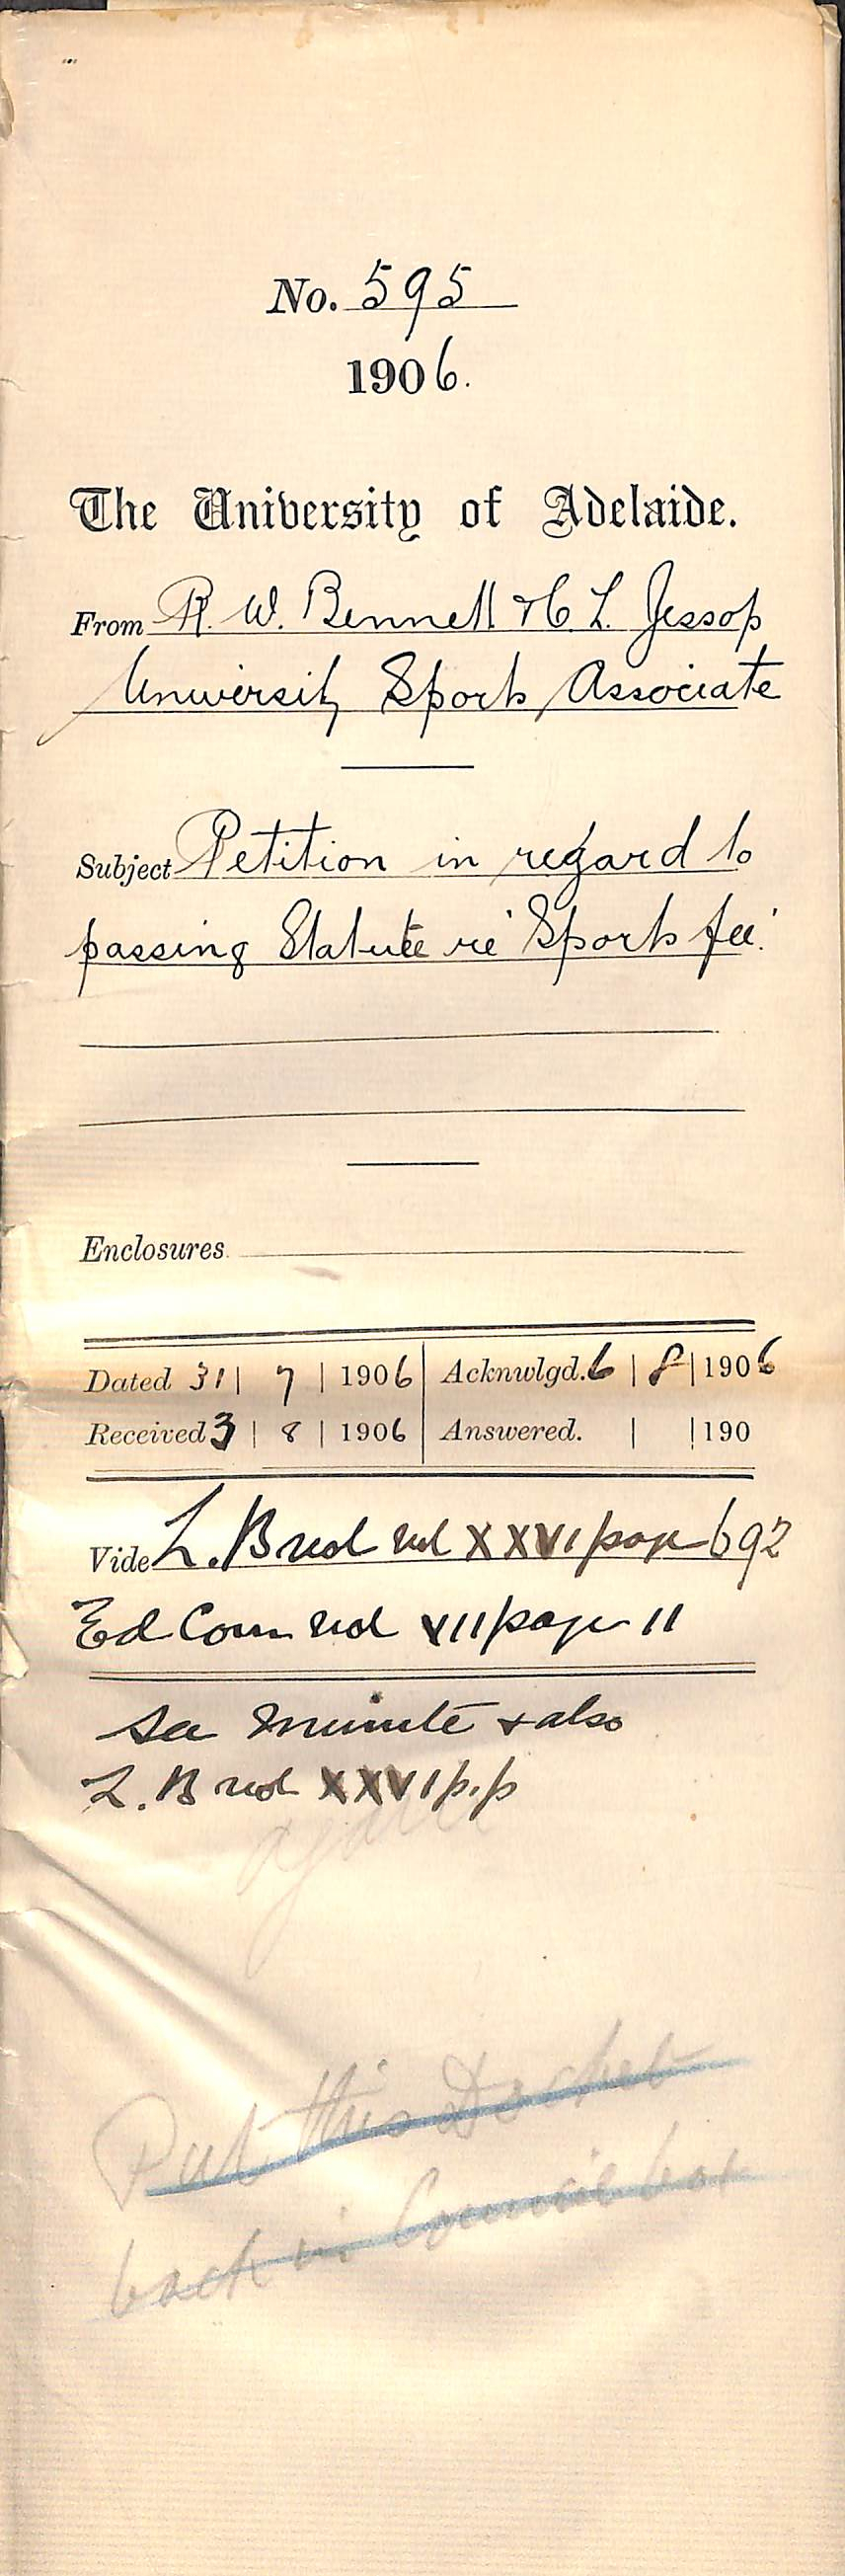 No. 595
1906.
The University of Adelaide.
From R. W. Bennett & L. Jessop
University Sports Associate
Subject Petition in regard to
passing Statute re 'Sports fee.'
Enclosures
Dated 31 | 7 | 1906 Acknwlgd. 6 | 8 | 1906
Received 3 | 8 | 1906 Answered. | | 190
Vide L. B vol XXVI page 692
Ed Com vol VII page 11
See Minute & also
L. B vol XXVI p.p
Put this Docket
back in Council box